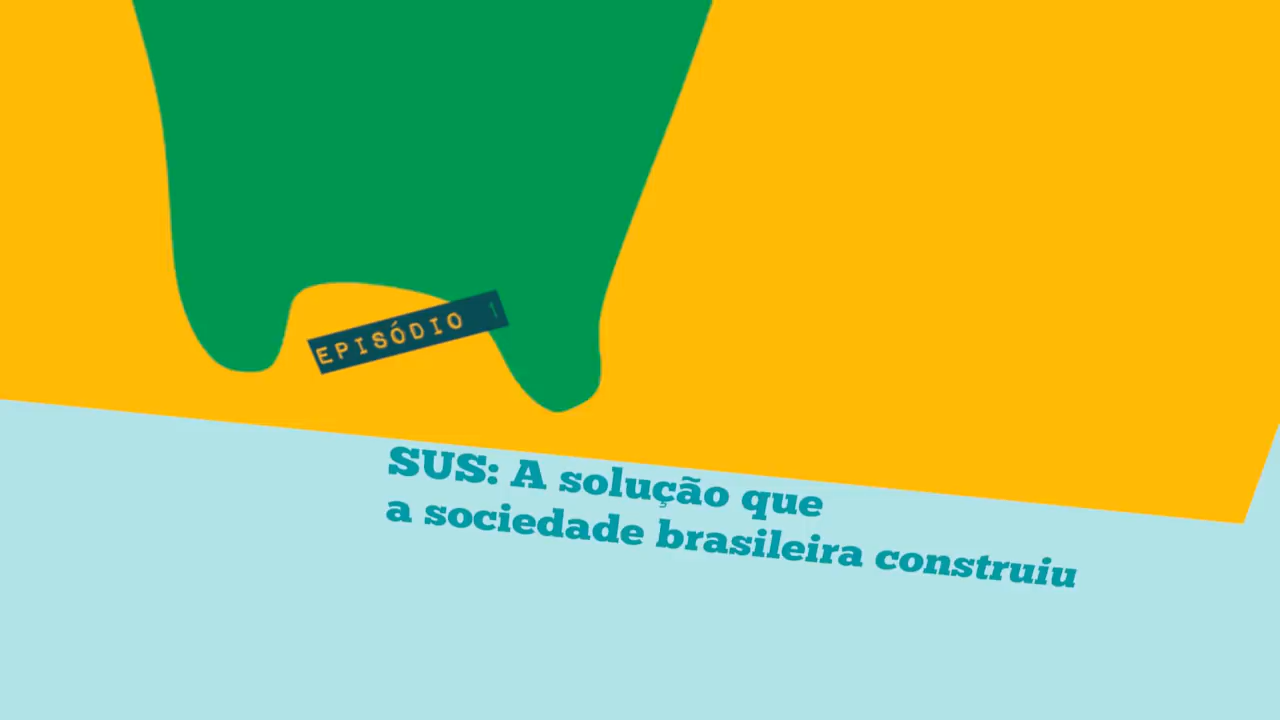 EPISÓDIO 1
SUS: A solução que
a sociedade brasileira construiu